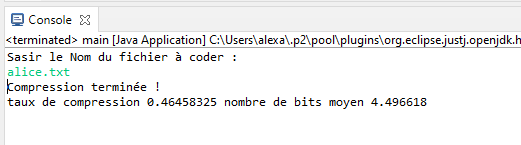 Console
<terminated> main [Java Application] C:\Users\alexa\.p2\pool\plugins\org.eclipse.justj.openjdk.h
Sasir le Nom du fichier à coder :
alice.txt
Compression terminée !
taux de compression 0.46458325 nombre de bits moyen 4.496618